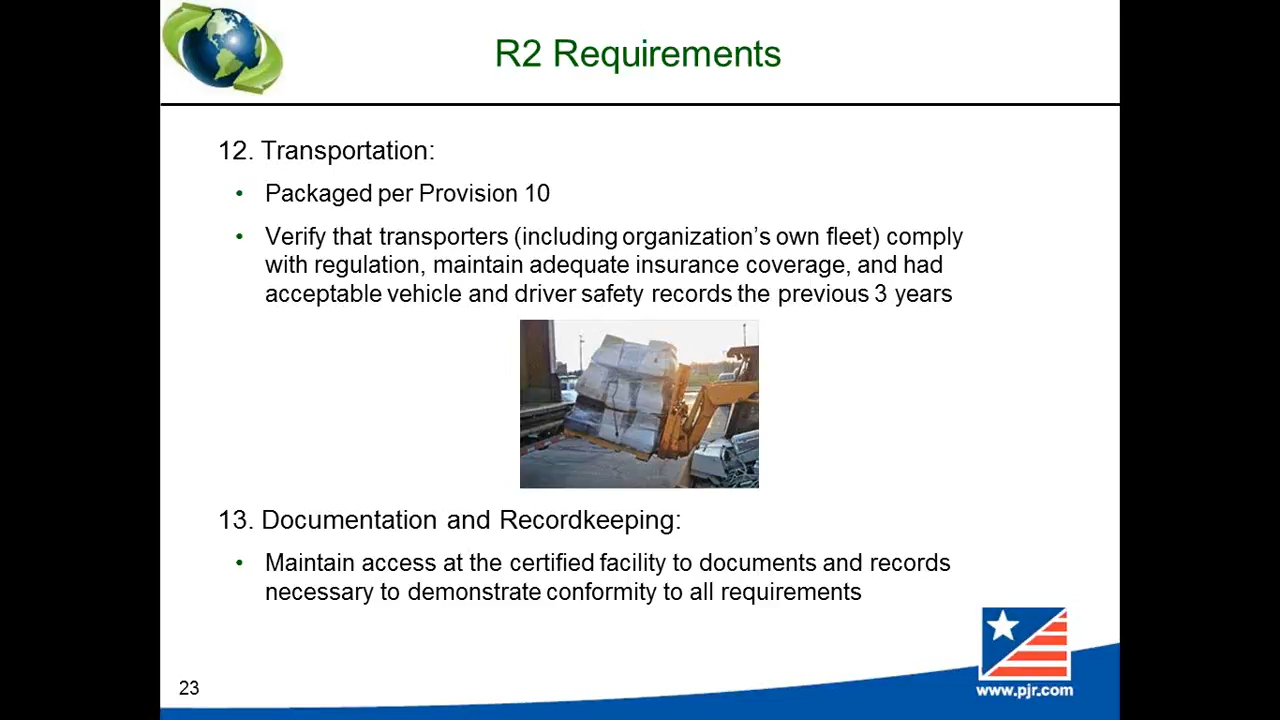 R2 Requirements
12. Transportation:
• Packaged per Provision 10
• Verify that transporters (including organization’s own fleet) comply
with regulation, maintain adequate insurance coverage, and had
acceptable vehicle and driver safety records the previous 3 years
13. Documentation and Recordkeeping:
• Maintain access at the certified facility to documents and records
necessary to demonstrate conformity to all requirements
23
www.pjr.com